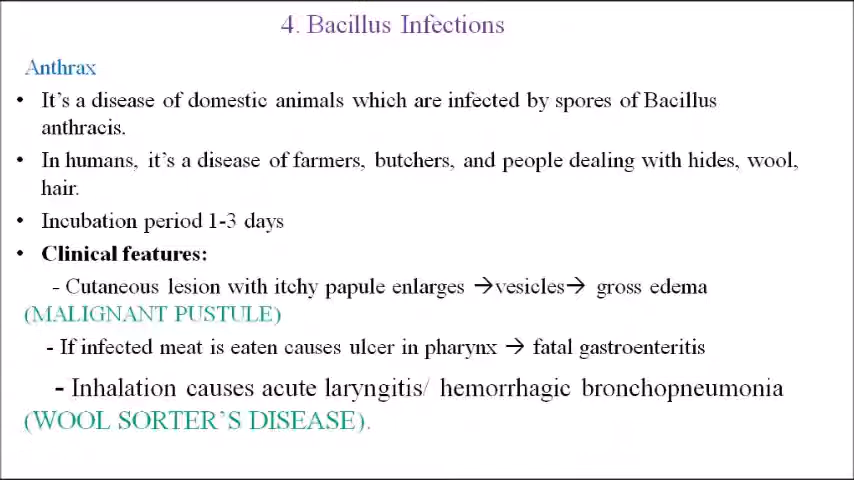 4. Bacillus Infections
Anthrax
• It's a disease of domestic animals which are infected by spores of Bacillus
anthracis.
• In humans, it's a disease of farmers, butchers, and people dealing with hides, wool,
hair.
• Incubation period 1-3 days
• Clinical features:
- Cutaneous lesion with itchy papule enlarges →vesicles→ gross edema
(MALIGNANT PUSTULE)
- If infected meat is eaten causes ulcer in pharynx → fatal gastroenteritis
- Inhalation causes acute laryngitis/ hemorrhagic bronchopneumonia
(WOOL SORTER'S DISEASE).